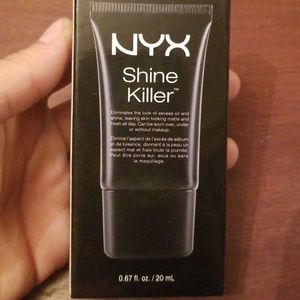 NYX
Shine
Killer™
Eliminates the look of excess oil and
shine, leaving skin looking matte and
fresh all day. Can be worn over, under
or without makeup.
Élimine l'aspect de l'excès de sébum
et de luisance, donnant à la peau un
aspect mat et frais toute la journée.
Peut être porté sur, sous ou sans
le maquillage.
0.67 fl. oz. / 20 mL